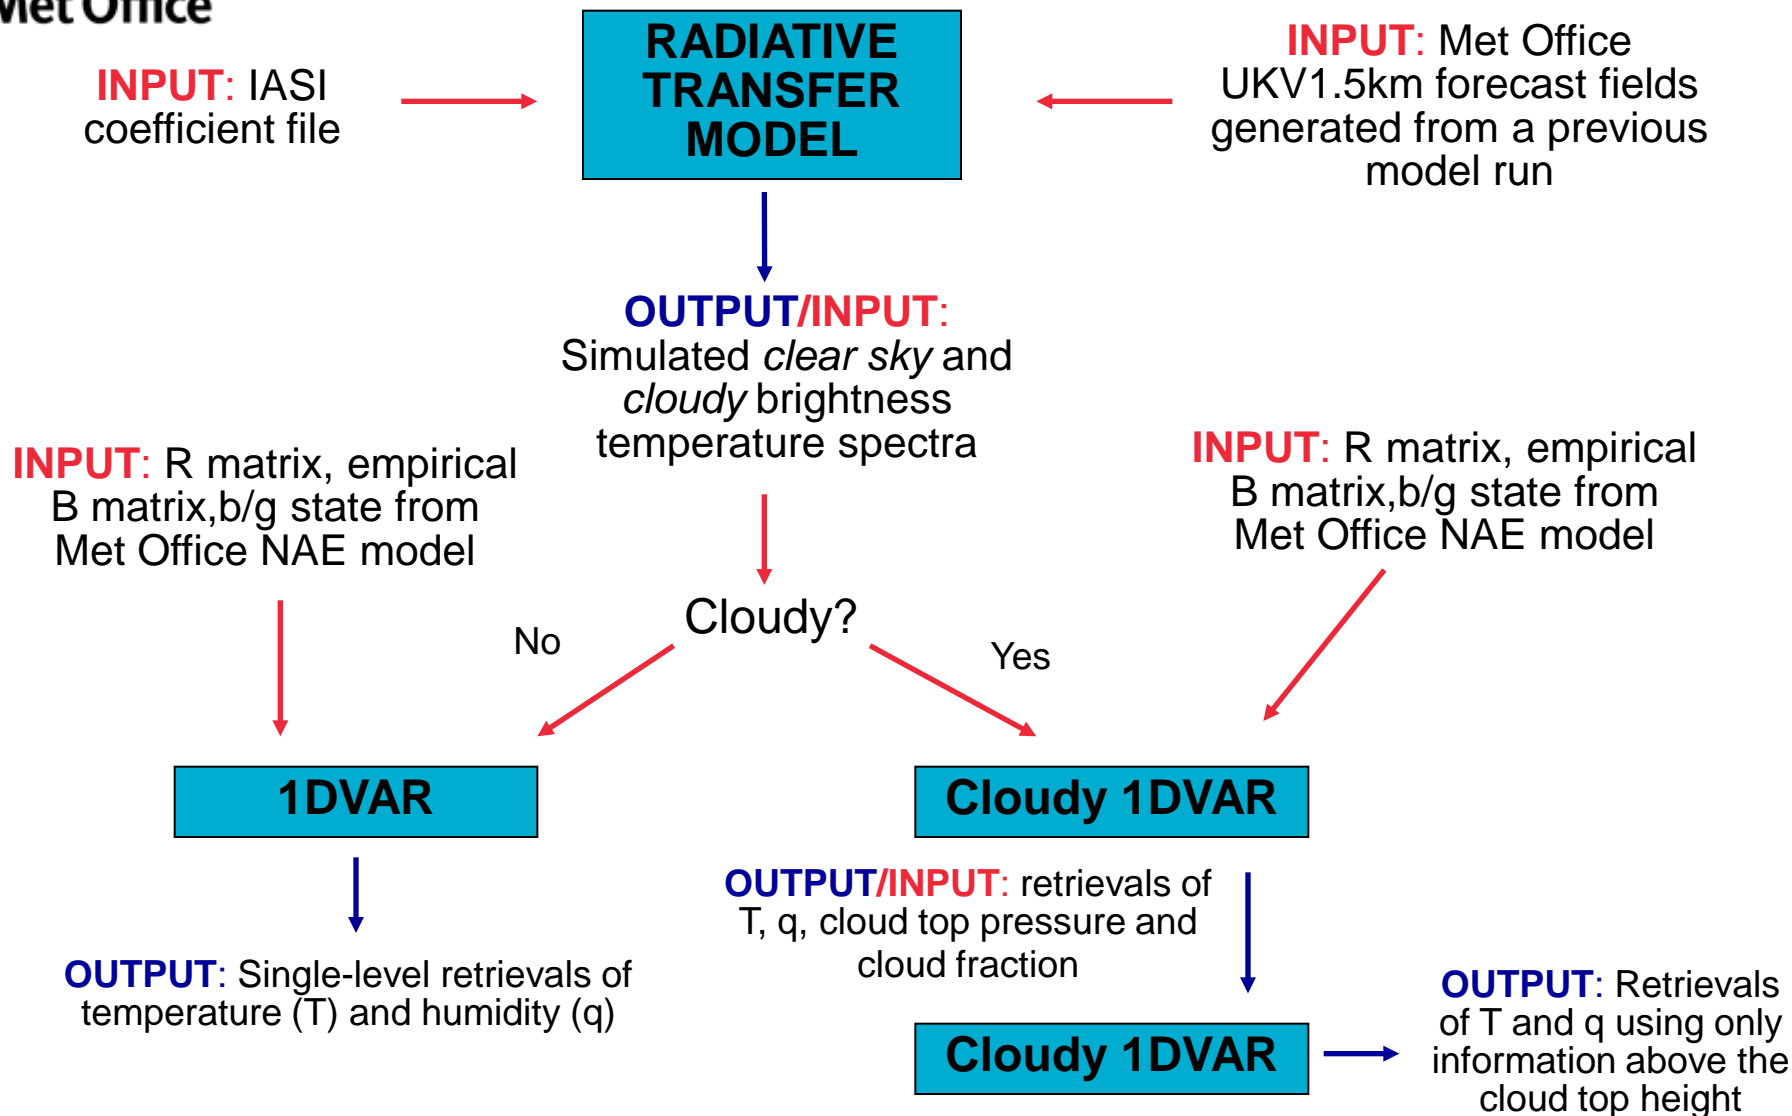 Met Office
RADIATIVE
TRANSFER
MODEL
INPUT: IASI
coefficient file
INPUT: Met Office
UKV1.5km forecast fields
generated from a previous
model run
OUTPUT/INPUT:
Simulated clear sky and
cloudy brightness
temperature spectra
INPUT: R matrix, empirical
B matrix,b/g state from
Met Office NAE model
INPUT: R matrix, empirical
B matrix,b/g state from
Met Office NAE model
Cloudy?
No
Yes
1DVAR
Cloudy 1DVAR
OUTPUT/INPUT: retrievals of
T, q, cloud top pressure and
cloud fraction
OUTPUT: Single-level retrievals of
temperature (T) and humidity (q)
Cloudy 1DVAR
OUTPUT: Retrievals
of T and q using only
information above the
cloud top height